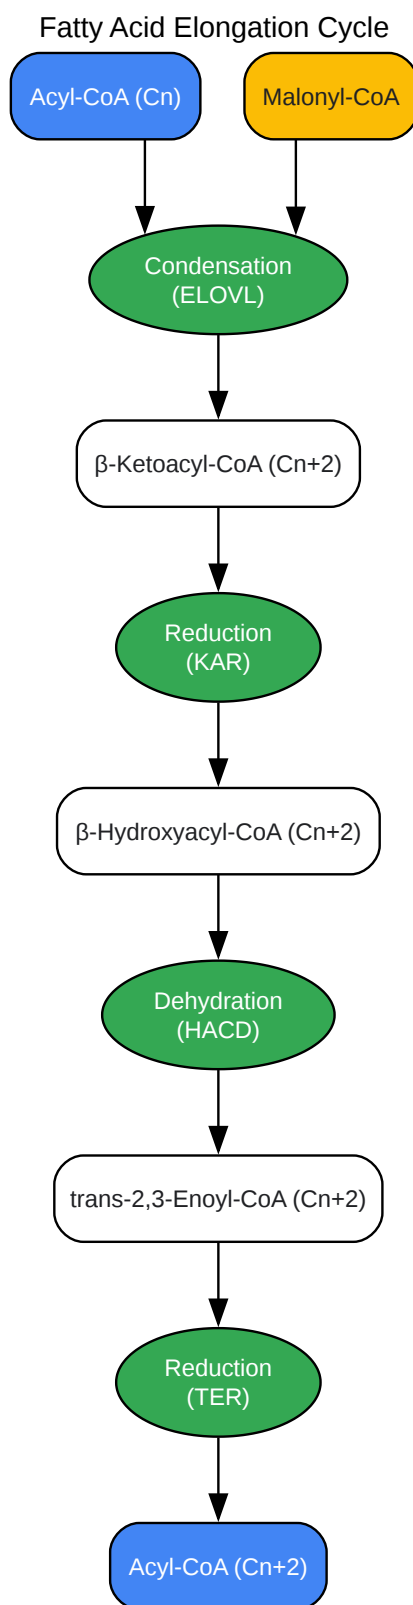 Fatty Acid Elongation Cycle
Acyl-CoA (Cn)
Malonyl-CoA
Condensation
(ELOVL)
β-Ketoacyl-CoA (Cn+2)
Reduction
(KAR)
β-Hydroxyacyl-CoA (Cn+2)
Dehydration
(HACD)
trans-2,3-Enoyl-CoA (Cn+2)
Reduction
(TER)
Acyl-CoA (Cn+2)